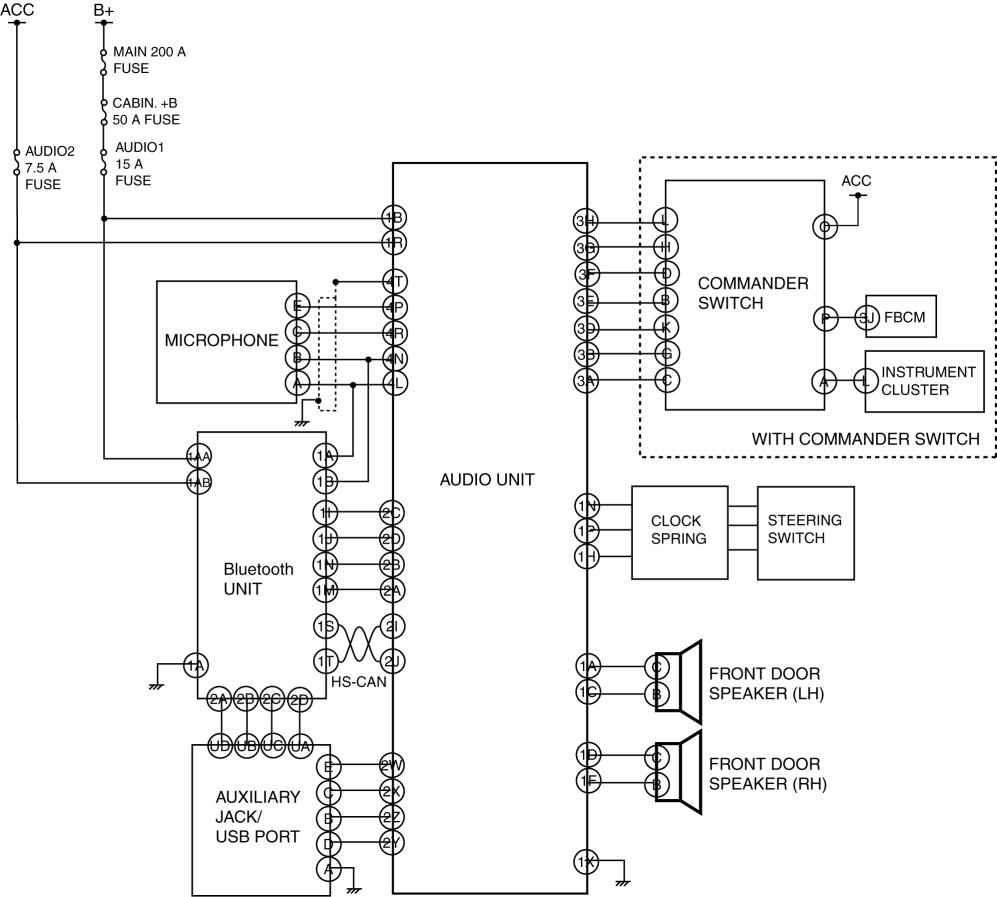 ACC
B+
MAIN 200 A
FUSE
CABIN. +B
50 A FUSE
AUDIO2
7.5 A
FUSE
AUDIO1
15 A
FUSE
1B
1R
4T
4P
4R
4N
4L
MICROPHONE
E
C
B
A
3H
3G
3F
3E
3D
3B
3A
L
H
D
B
K
G
C
COMMANDER
SWITCH
ACC
O
P
3J
FBCM
A
L
INSTRUMENT
CLUSTER
WITH COMMANDER SWITCH
AUDIO UNIT
1AA
1AB
1A
1B
1I
1J
1N
1M
1S
1T
2C
2D
2B
2A
2I
2J
HS-CAN
Bluetooth
UNIT
1A
2A
2B
2C
2D
UD
UB
UC
UA
AUXILIARY
JACK/
USB PORT
E
C
B
D
A
2W
2X
2Z
2Y
1N
1P
1H
CLOCK
SPRING
STEERING
SWITCH
1A
1C
C
B
FRONT DOOR
SPEAKER (LH)
1D
1F
C
B
FRONT DOOR
SPEAKER (RH)
1X